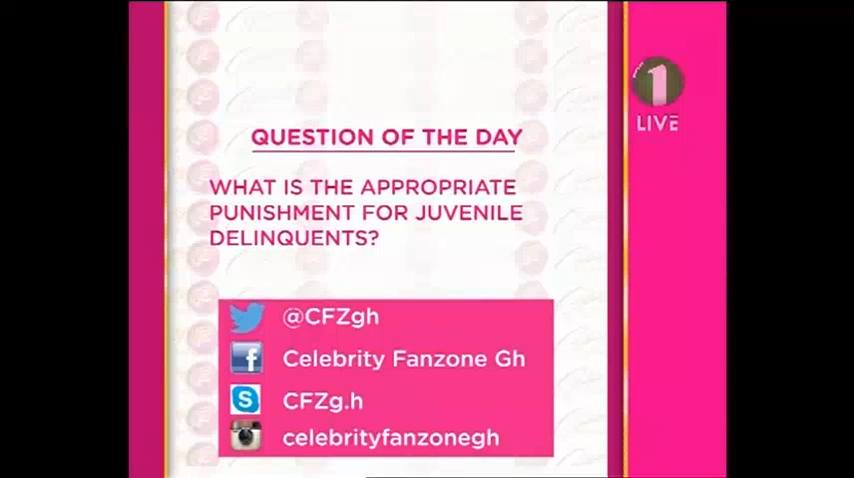 QUESTION OF THE DAY
WHAT IS THE APPROPRIATE
PUNISHMENT FOR JUVENILE
DELINQUENTS?
@CFZgh
Celebrity Fanzone Gh
CFZg.h
celebrityfanzonegh
1
LIVE